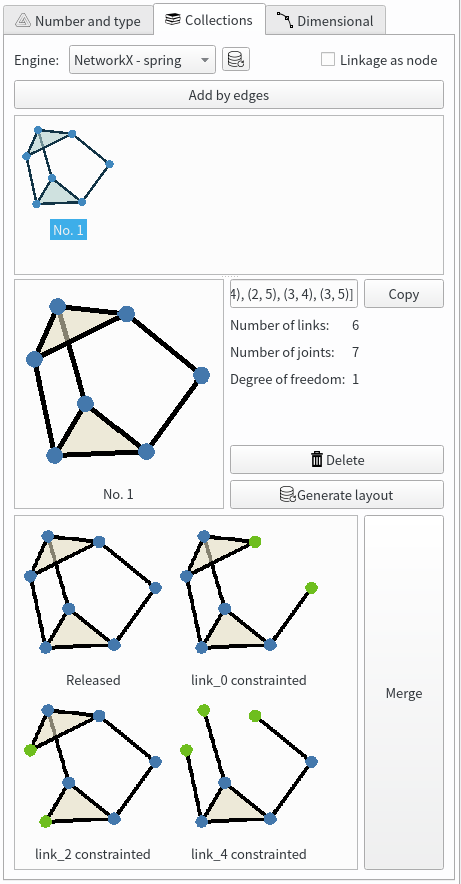 Number and type
Collections
Dimensional
Engine:
NetworkX - spring
Linkage as node
Add by edges
No. 1
4), (2, 5), (3, 4), (3, 5)]
Copy
Number of links: 6
Number of joints: 7
Degree of freedom: 1
Delete
No. 1
Generate layout
Released
link_0 constrainted
Merge
link_2 constrainted
link_4 constrainted